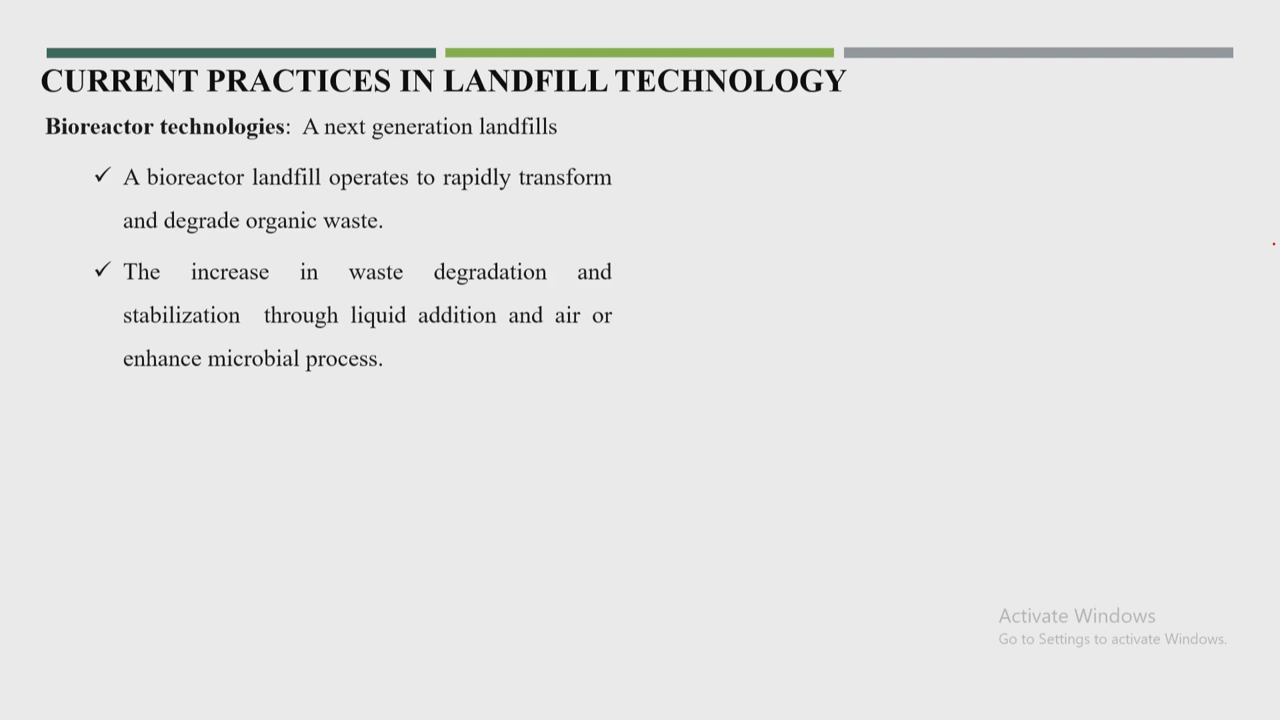 CURRENT PRACTICES IN LANDFILL TECHNOLOGY
Bioreactor technologies: A next generation landfills
✓ A bioreactor landfill operates to rapidly transform
and degrade organic waste.
✓ The increase in waste degradation and
stabilization through liquid addition and air or
enhance microbial process.
Activate Windows
Go to Settings to activate Windows.